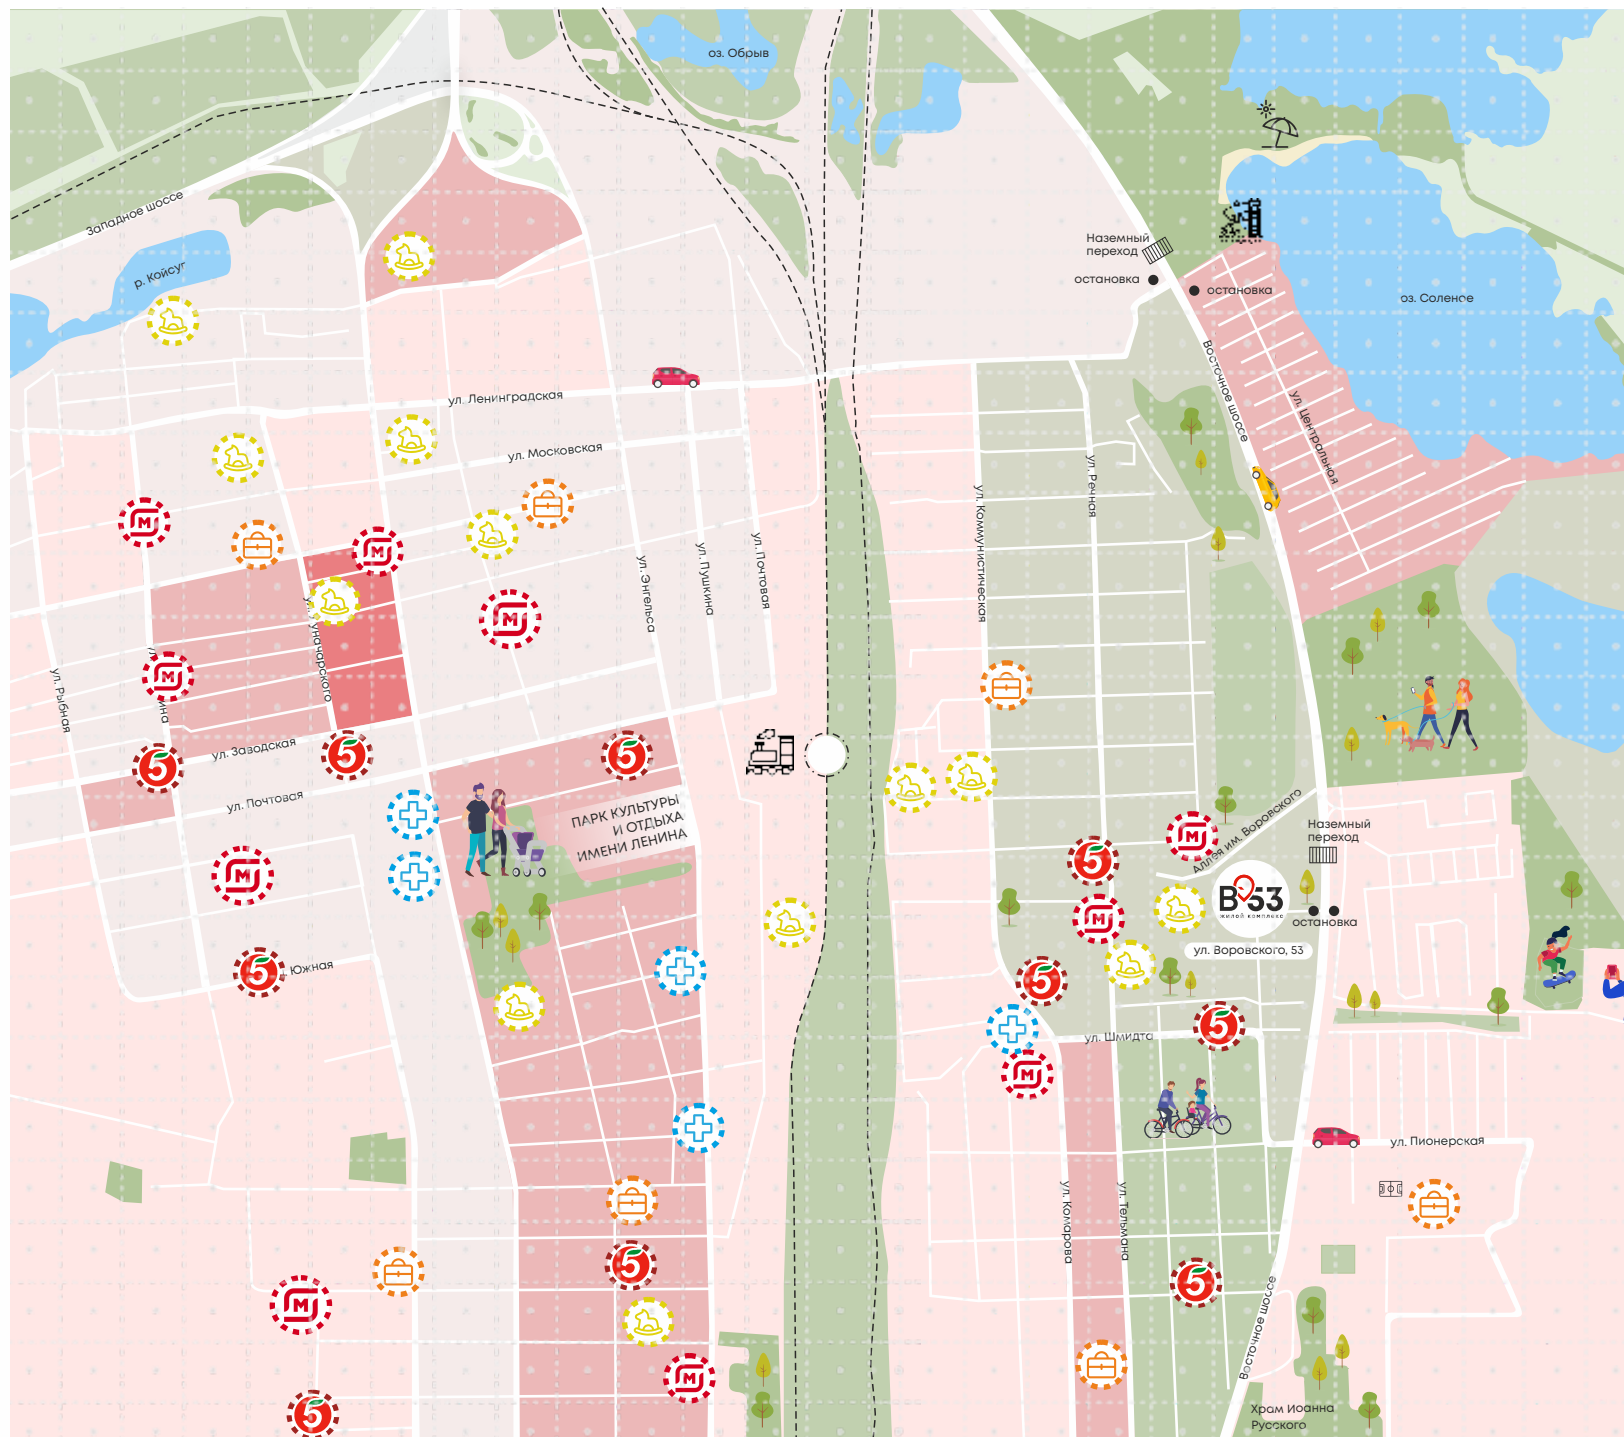 оз. Обрыв
Западное шоссе
р. Койсуг
Наземный
переход
остановка
остановка
оз. Соленое
Восточное шоссе
ул. Центральная
ул. Ленинградская
ул. Московская
ул. Коммунистическая
ул. Речная
ул. Энгельса
ул. Пушкина
ул. Почтовая
ул. Рыбная
ул. Заводская
ул. Почтовая
ПАРК КУЛЬТУРЫ
И ОТДЫХА
ИМЕНИ ЛЕНИНА
Аллея им. Воровского
Наземный
переход
В 53
жилой комплекс
остановка
ул. Воровского, 53
Южная
ул. Шмидта
ул. Пионерская
ул. Комарова
ул. Тельмана
Восточное шоссе
Храм Иоанна
Русского